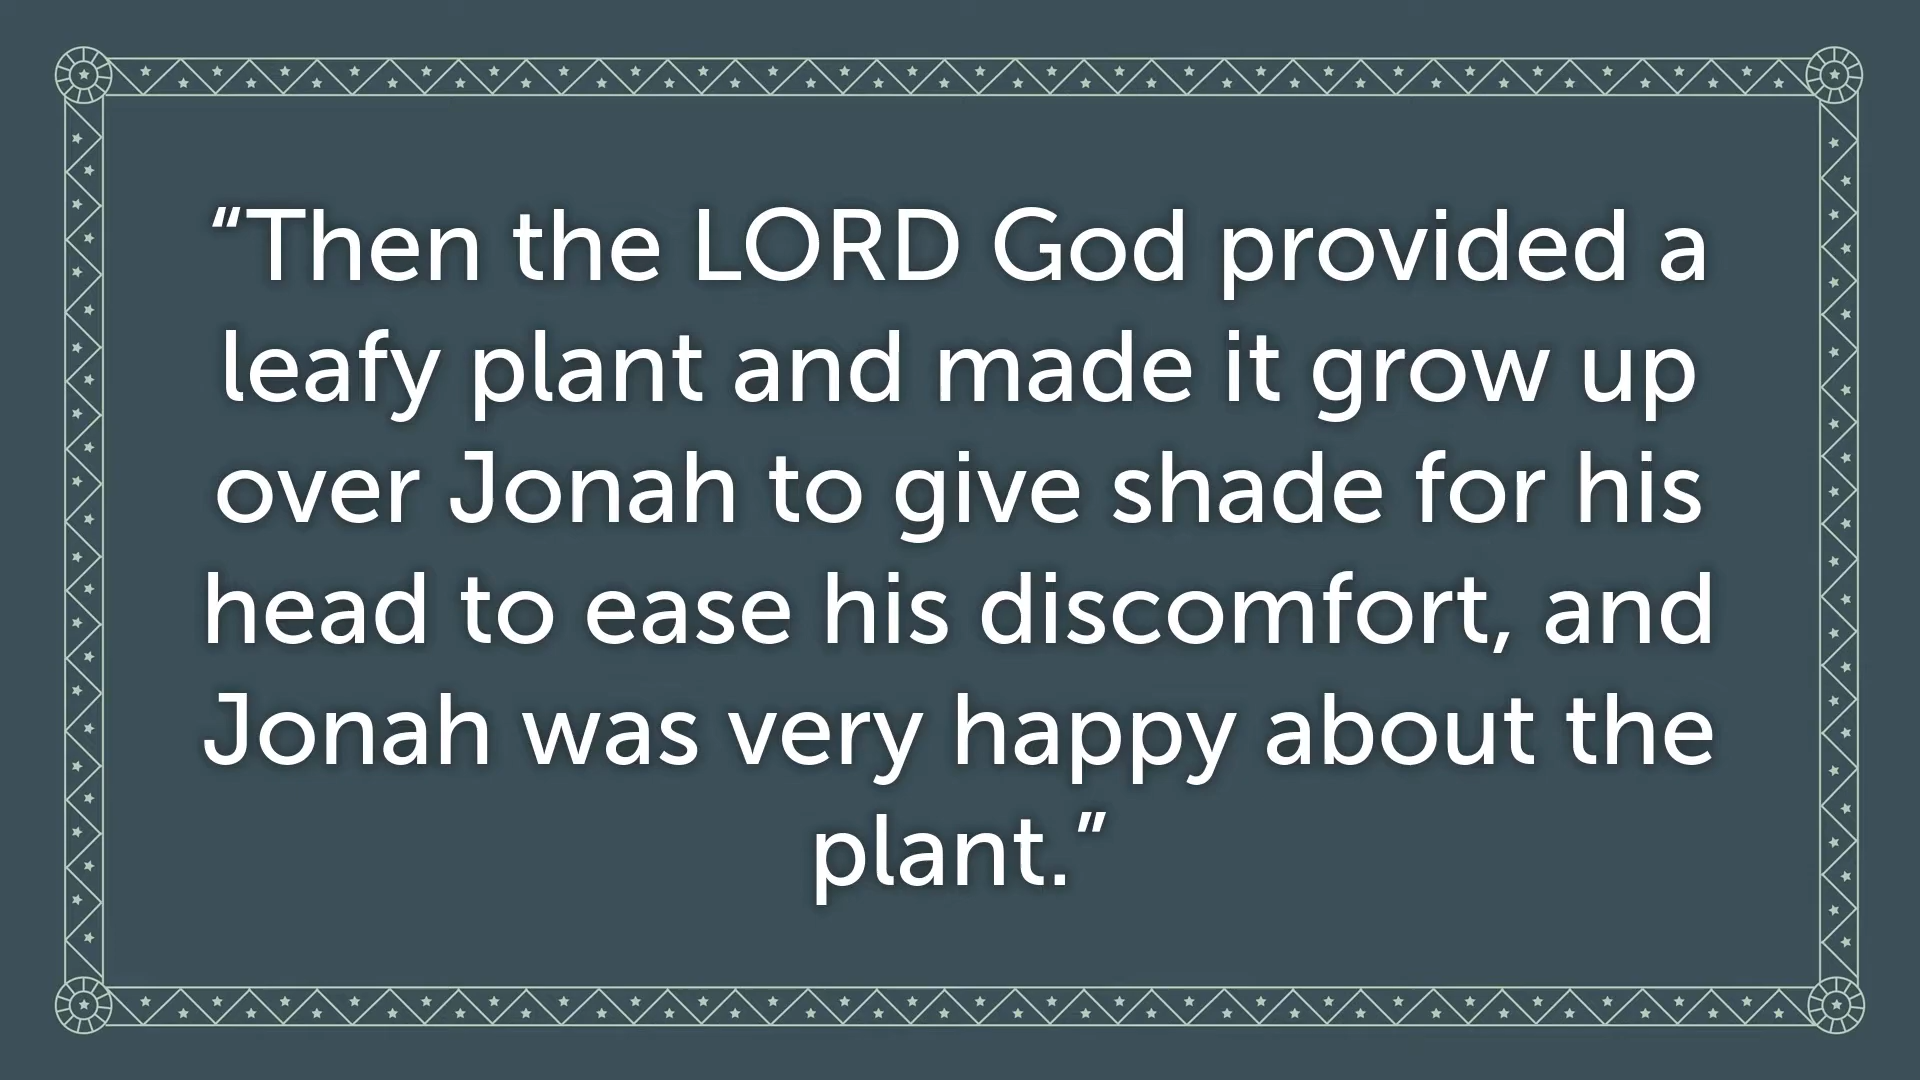 “Then the LORD God provided a
leafy plant and made it grow up
over Jonah to give shade for his
head to ease his discomfort, and
Jonah was very happy about the
plant.”